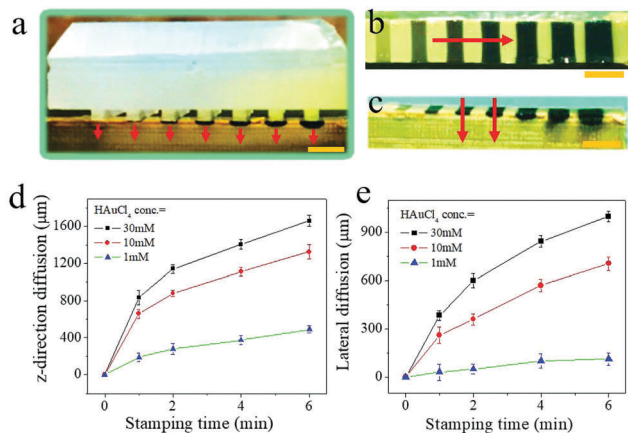 a
b
c
d
HAuCl₄ conc.=
30mM
10mM
1mM
z-direction diffusion (μm)
1600
1200
800
400
0
0
2
4
6
Stamping time (min)
e
HAuCl₄ conc.=
30mM
10mM
1mM
Lateral diffusion (μm)
900
600
300
0
0
2
4
6
Stamping time (min)